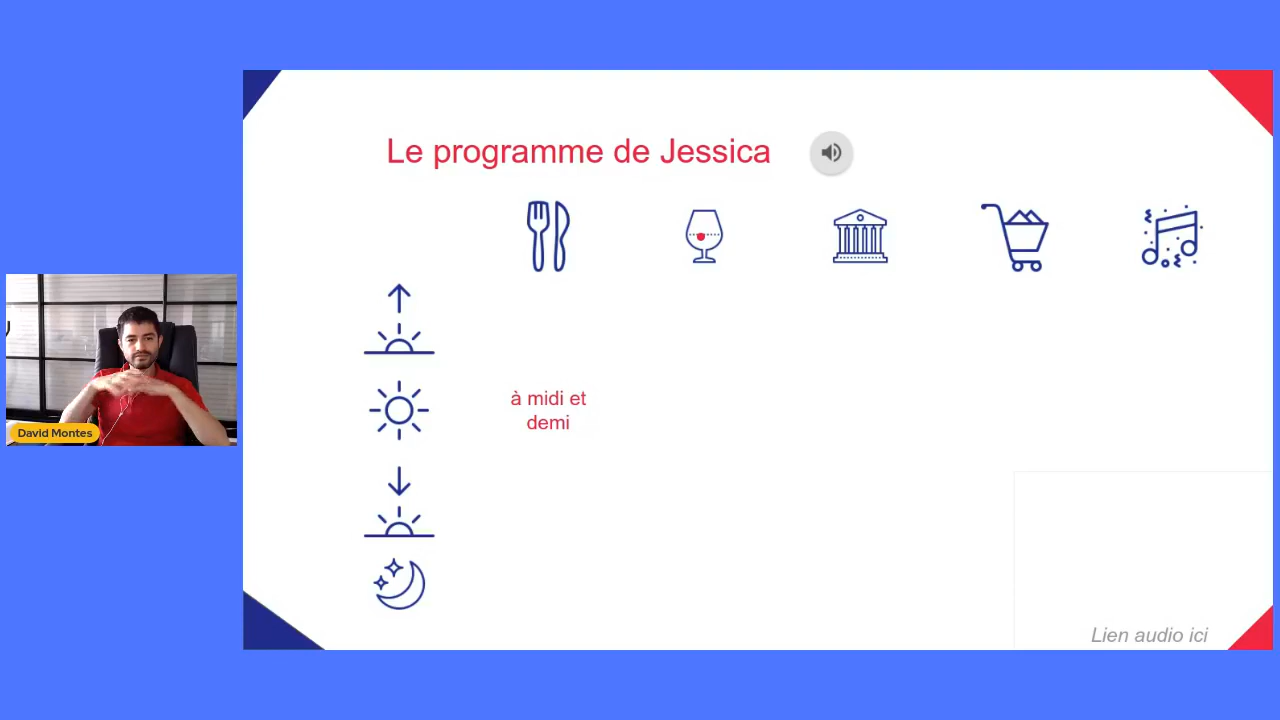 Le programme de Jessica
à midi et
demi
David Montes
Lien audio ici